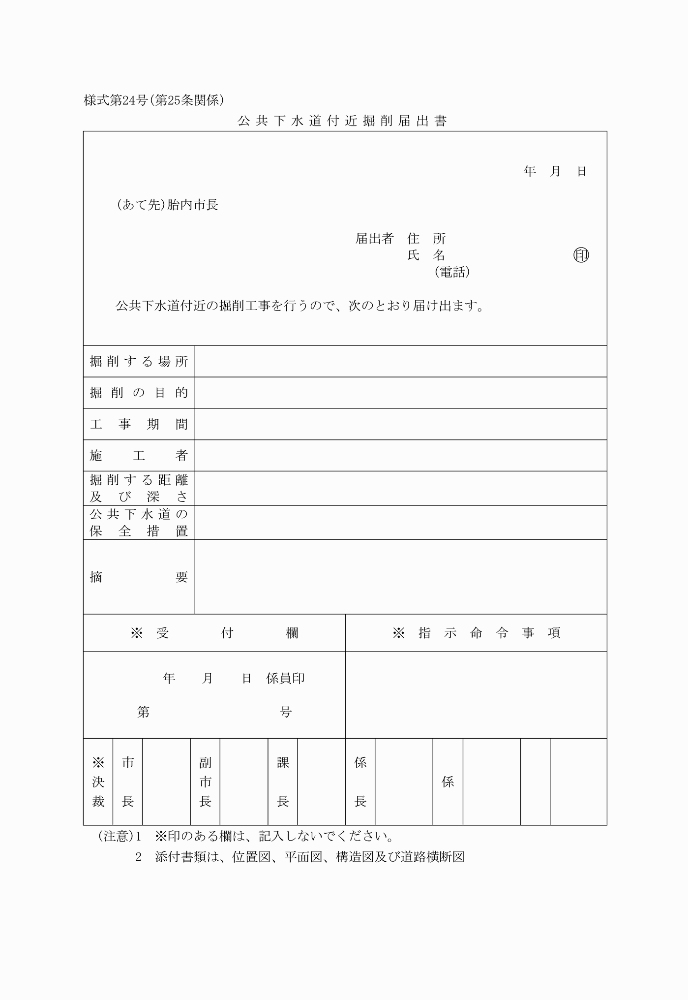 様式第24号(第25条関係)
公共下水道付近掘削届出書
年　月　日
(あて先)胎内市長
届出者　住　所
氏　名　㊞
(電話)
公共下水道付近の掘削工事を行うので、次のとおり届け出ます。
掘削する場所
掘削の目的
工事期間
施工者
掘削する距離
及び深さ
公共下水道の
保全措置
摘要
※　受付欄
※　指示命令事項
年　月　日　係員印
第　号
※決裁
市長
副市長
課長
係長
係
(注意)1　※印のある欄は、記入しないでください。
2　添付書類は、位置図、平面図、構造図及び道路横断図